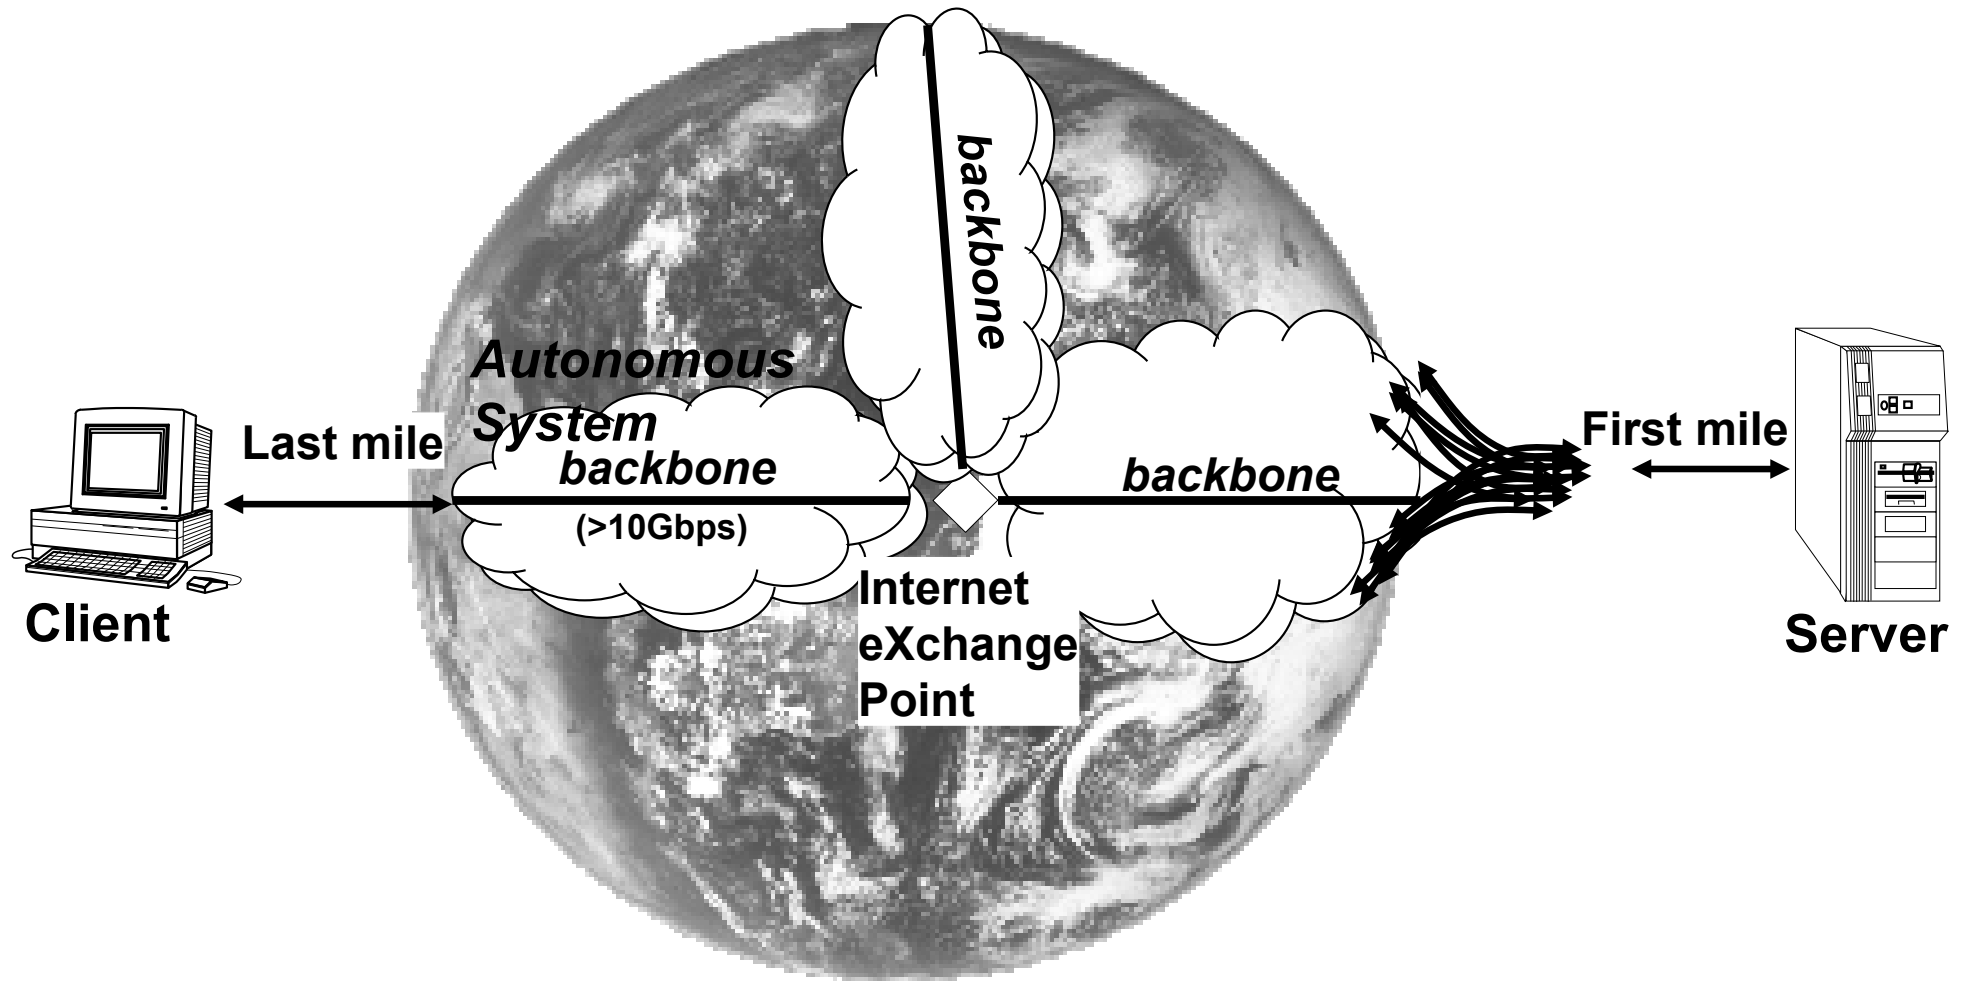 backbone
Autonomous
System
Last mile
backbone
(>10Gbps)
backbone
First mile
Internet
eXchange
Point
Client
Server